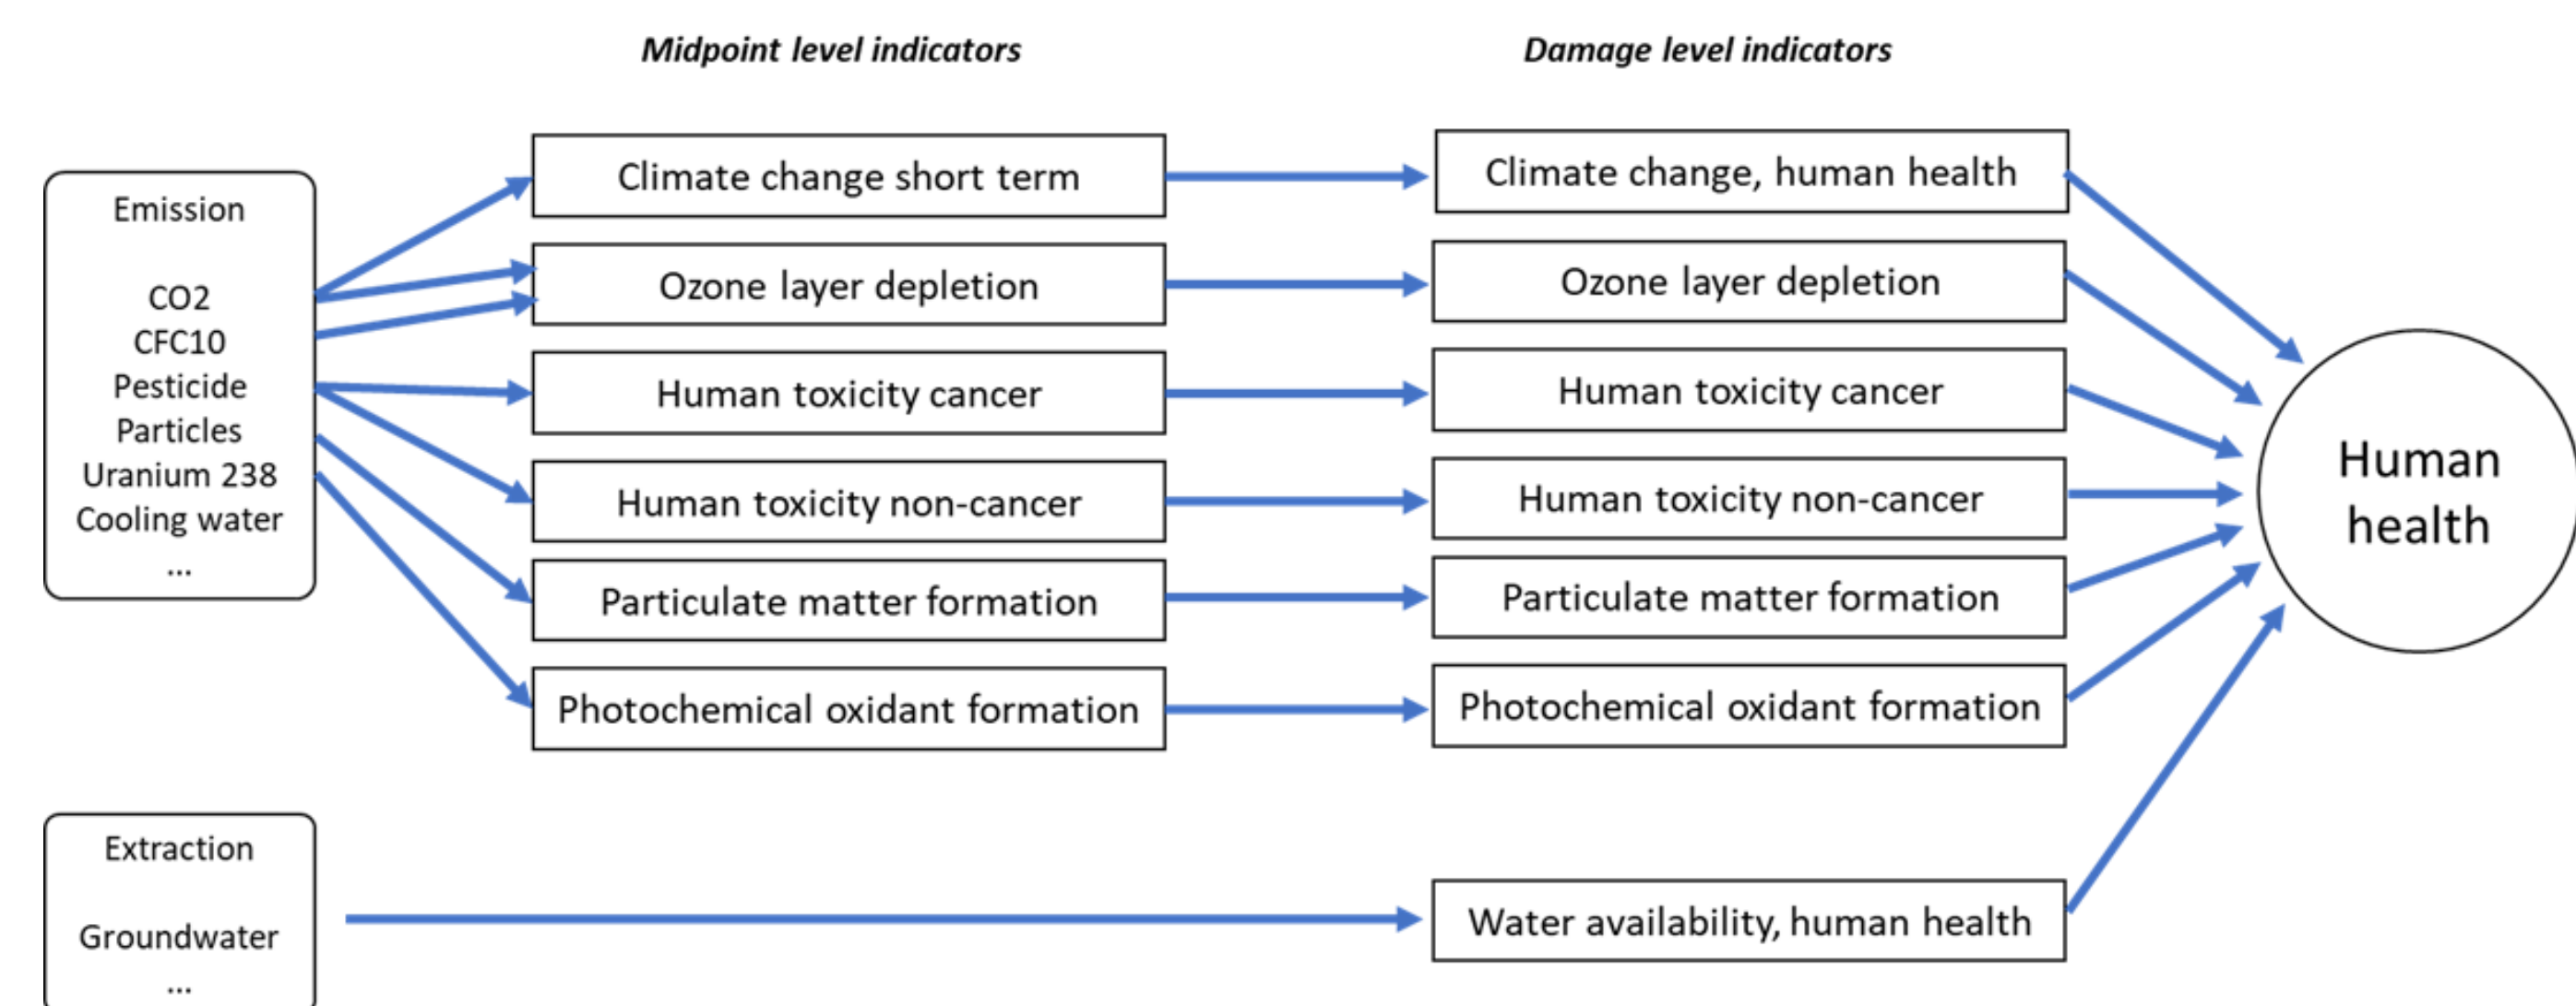 Midpoint level indicators
Damage level indicators
Emission
CO2
CFC10
Pesticide
Particles
Uranium 238
Cooling water
...
Climate change short term
Ozone layer depletion
Human toxicity cancer
Human toxicity non-cancer
Particulate matter formation
Photochemical oxidant formation
Climate change, human health
Ozone layer depletion
Human toxicity cancer
Human toxicity non-cancer
Particulate matter formation
Photochemical oxidant formation
Human
health
Extraction
Groundwater
...
Water availability, human health